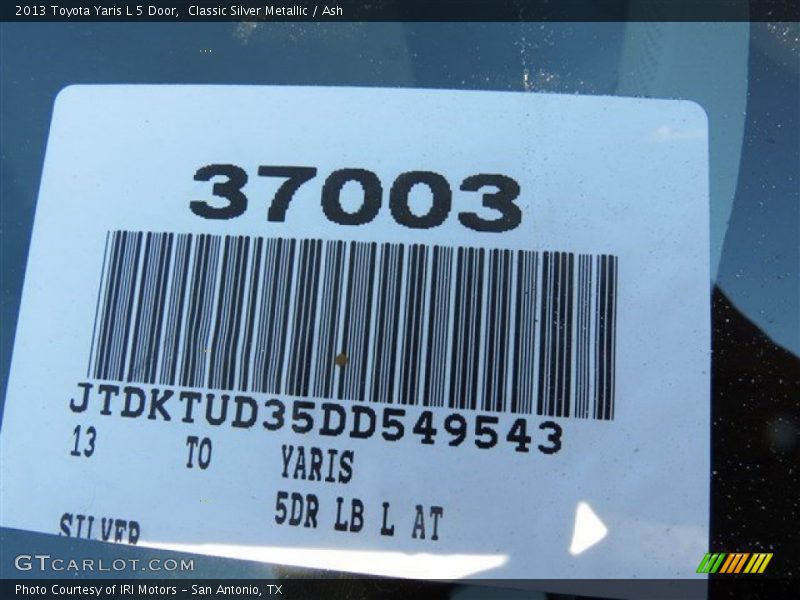 2013 Toyota Yaris L 5 Door,  Classic Silver Metallic / Ash
37003
JTDKTUD35DD549543
13 TO YARIS
5DR LB L AT
SILVER
GTCARLOT.COM
Photo Courtesy of IRI Motors – San Antonio, TX